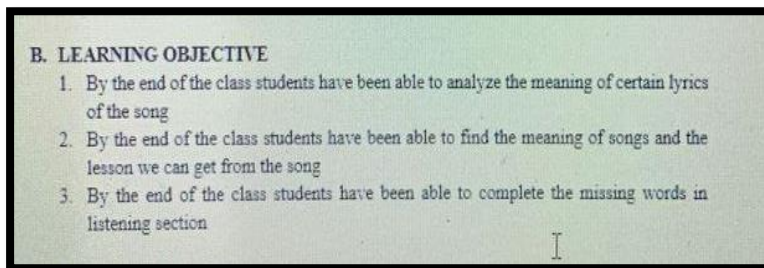 B. LEARNING OBJECTIVE
1. By the end of the class students have been able to analyze the meaning of certain lyrics
of the song
2. By the end of the class students have been able to find the meaning of songs and the
lesson we can get from the song
3. By the end of the class students have been able to complete the missing words in
listening section